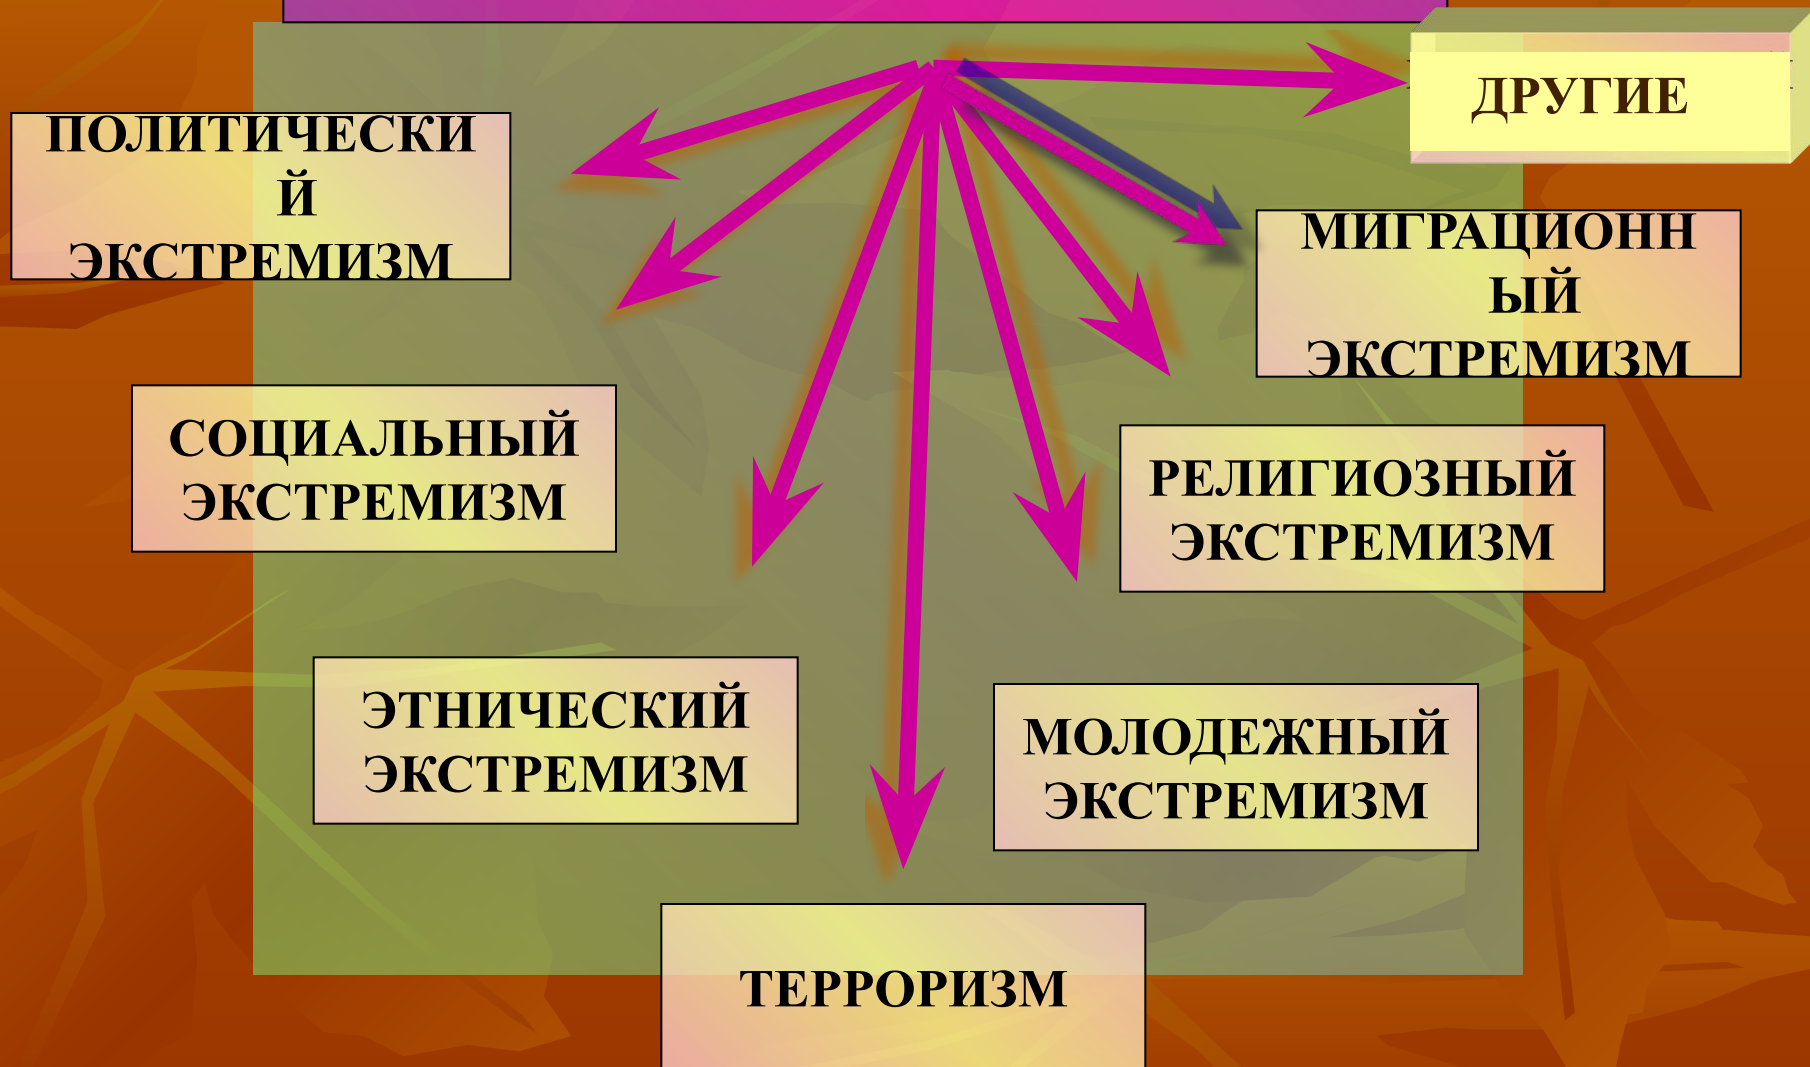 ДРУГИЕ
ПОЛИТИЧЕСКИ
Й
ЭКСТРЕМИЗМ
МИГРАЦИОНН
ЫЙ
ЭКСТРЕМИЗМ
СОЦИАЛЬНЫЙ
ЭКСТРЕМИЗМ
РЕЛИГИОЗНЫЙ
ЭКСТРЕМИЗМ
ЭТНИЧЕСКИЙ
ЭКСТРЕМИЗМ
МОЛОДЕЖНЫЙ
ЭКСТРЕМИЗМ
ТЕРРОРИЗМ